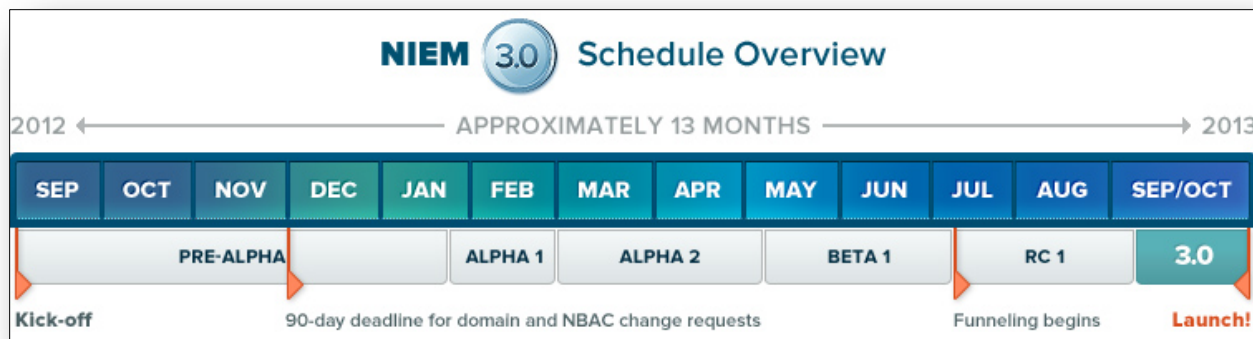 NIEM 3.0 Schedule Overview
2012 APPROXIMATELY 13 MONTHS 2013
SEP OCT NOV DEC JAN FEB MAR APR MAY JUN JUL AUG SEP/OCT
PRE-ALPHA ALPHA 1 ALPHA 2 BETA 1 RC 1 3.0
Kick-off 90-day deadline for domain and NBAC change requests Funneling begins Launch!